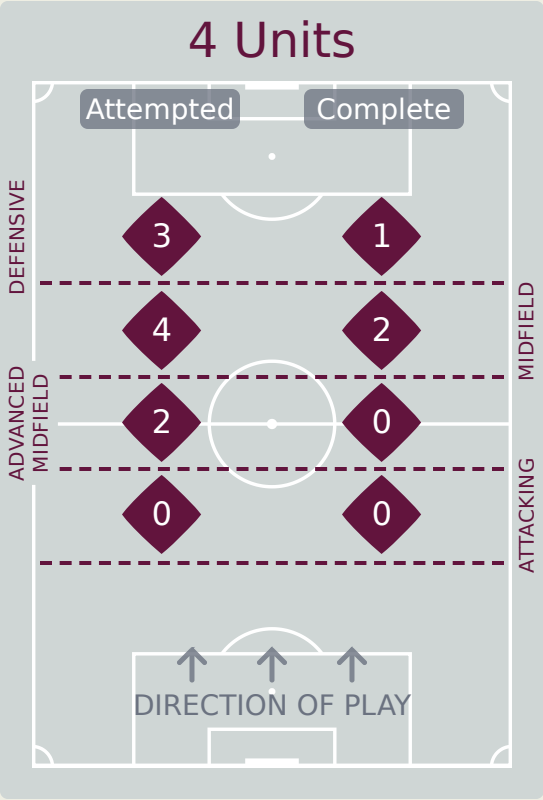 4 Units
Attempted Complete
DEFENSIVE
3 1
MIDFIELD
4 2
ADVANCED
MIDFIELD
2 0
ATTACKING
0 0
DIRECTION OF PLAY